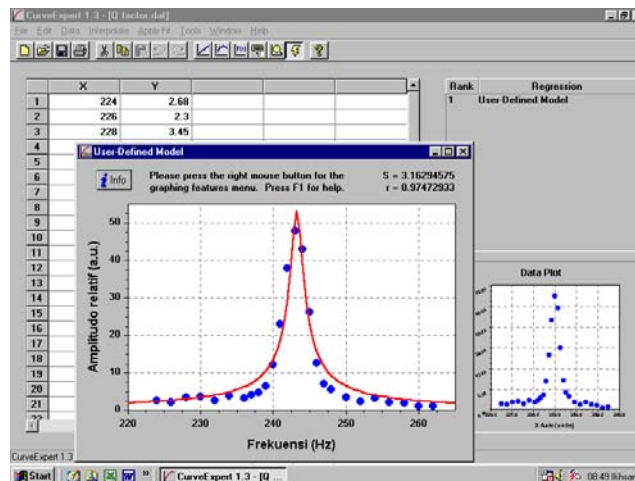 CurveExpert 1.3 - [Q factor.dat]
File Edit Data Interpolate Apply Fit Tools Window Help
X Y
1 224 2.68
2 226 2.3
3 228 3.45
4
5
6
7
8
9
10
11
12
13
14
15
16
17
18
19
20
21
22
Rank Regression
1 User-Defined Model
User-Defined Model
Info
Please press the right mouse button for the
graphing features menu. Press F1 for help.
S = 3.16294575
r = 0.97472933
Amplitudo relatif (a.u.)
50
40
30
20
10
0
220 230 240 250 260
Frekuensi (Hz)
Data Plot
X Axis (units)
CurveExpert 1.3
Start
CurveExpert 1.3 - [Q ...
08:49 Ikhsan